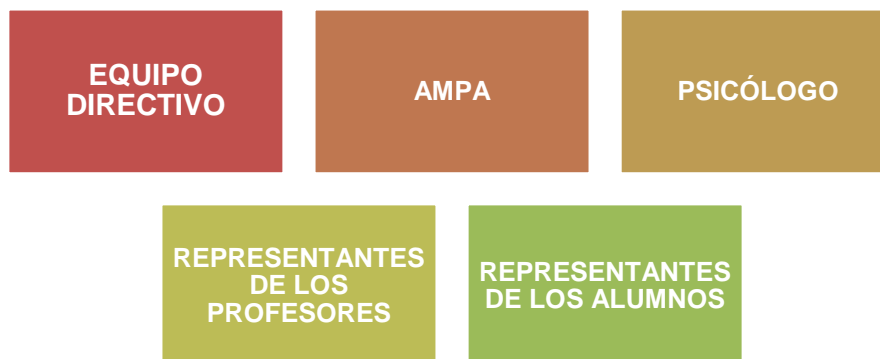 EQUIPO
DIRECTIVO
AMPA
PSICÓLOGO
REPRESENTANTES
DE LOS
PROFESORES
REPRESENTANTES
DE LOS ALUMNOS